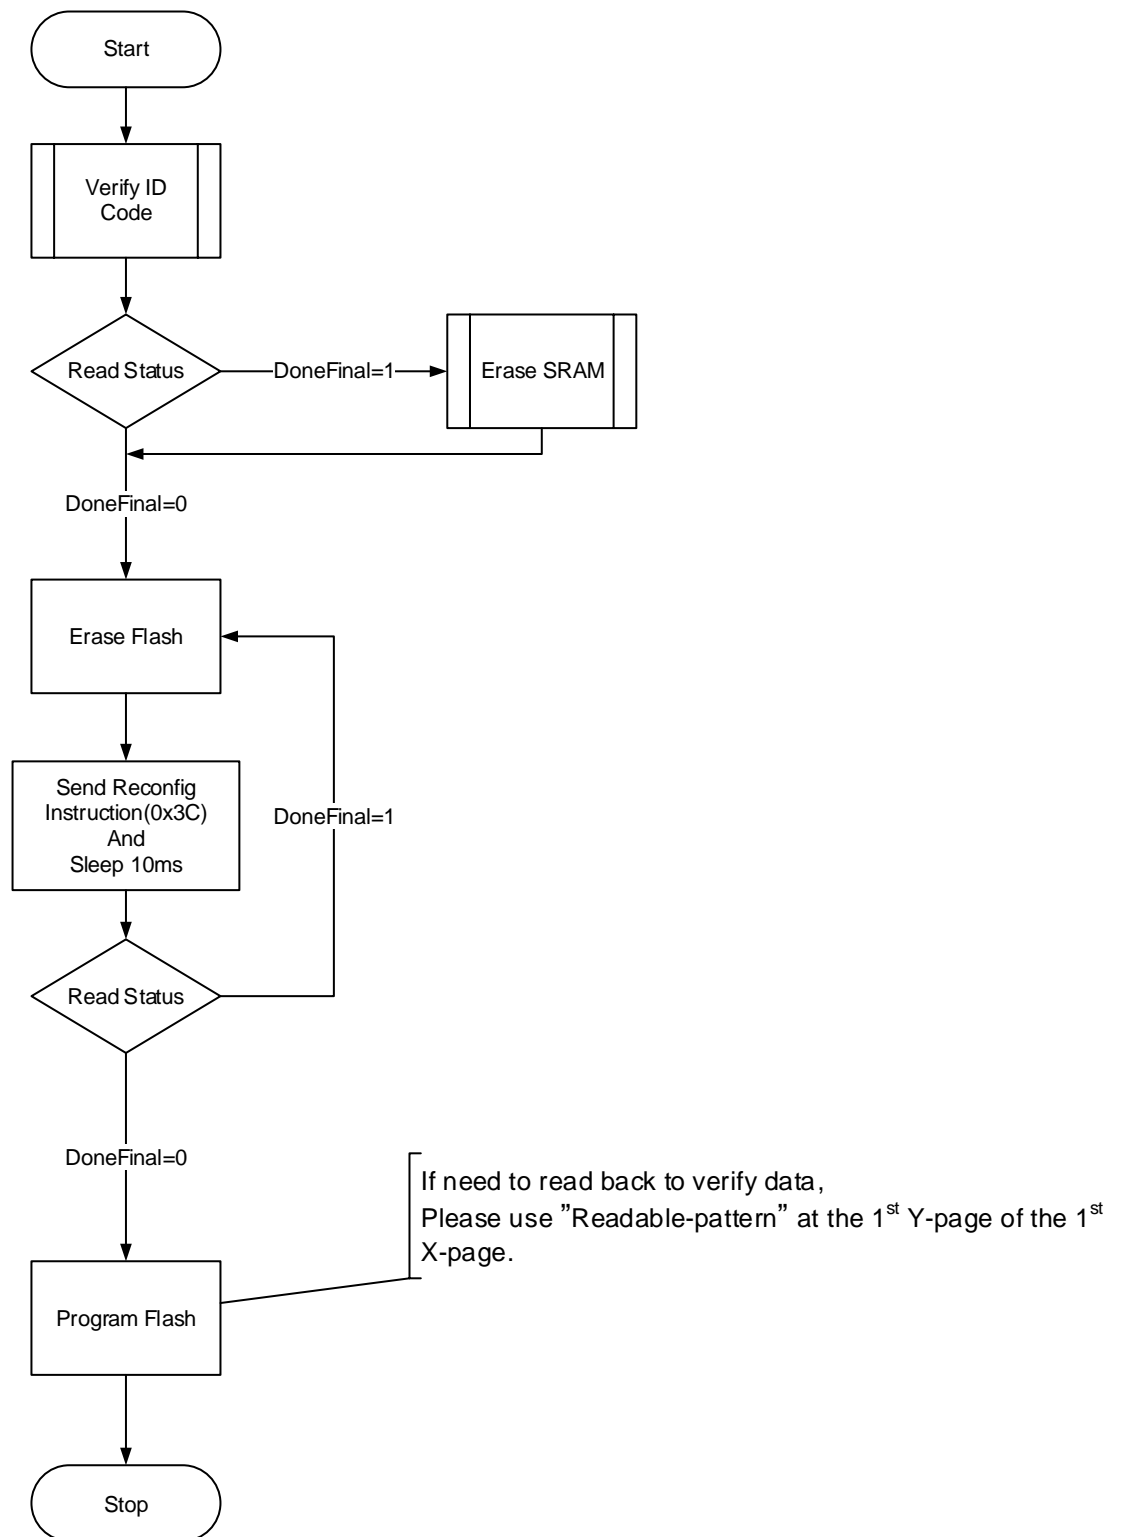 Start
Verify ID
Code
Read Status
DoneFinal=1
Erase SRAM
DoneFinal=0
Erase Flash
Send Reconfig
Instruction(0x3C)
And
Sleep 10ms
DoneFinal=1
Read Status
DoneFinal=0
If need to read back to verify data,
Please use ”Readable-pattern” at the 1st Y-page of the 1st
X-page.
Program Flash
Stop